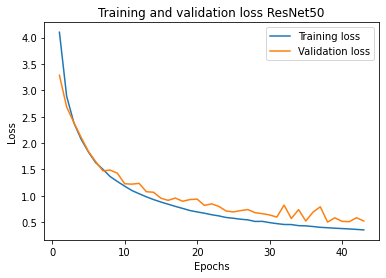 Training and validation loss ResNet50
Training loss
Validation loss
Loss
4.0
3.5
3.0
2.5
2.0
1.5
1.0
0.5
0
10
20
30
40
Epochs